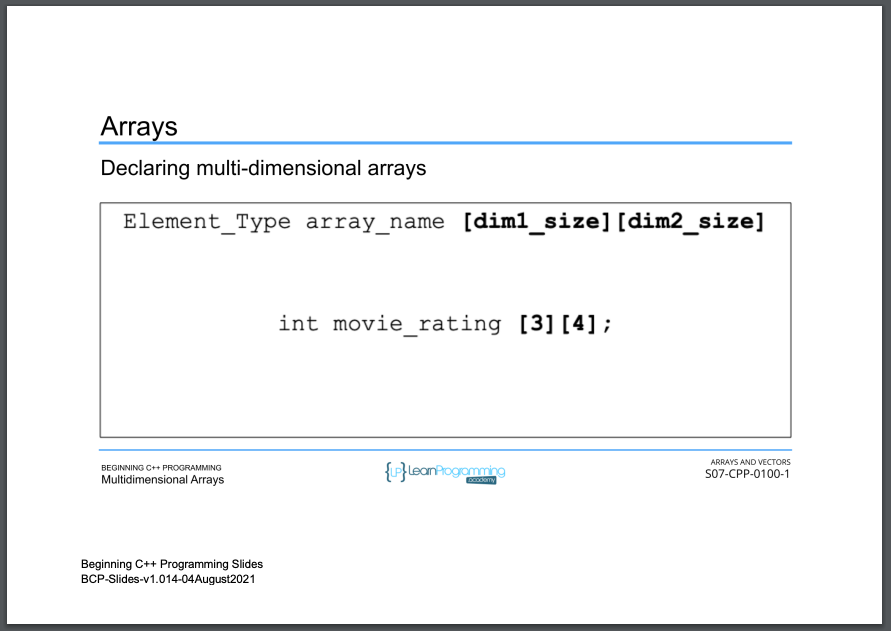 Arrays
Declaring multi-dimensional arrays
Element_Type array_name [dim1_size][dim2_size]
int movie_rating [3][4];
BEGINNING C++ PROGRAMMING
Multidimensional Arrays
{LP} LearnProgramming
academy
ARRAYS AND VECTORS
S07-CPP-0100-1
Beginning C++ Programming Slides
BCP-Slides-v1.014-04August2021